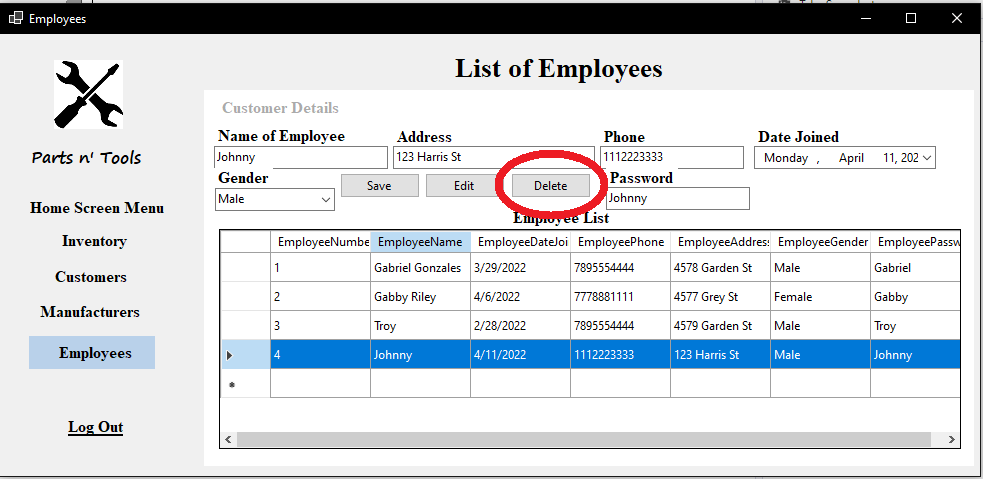 Employees
List of Employees
Parts n' Tools
Home Screen Menu
Inventory
Customers
Manufacturers
Employees
Log Out
Customer Details
Name of Employee Address Phone Date Joined
Johnny 123 Harris St 1112223333 Monday , April 11, 202
Gender Save Edit Delete Password
Male Johnny
Employee List
EmployeeNumbe EmployeeName EmployeeDateJoi EmployeePhone EmployeeAddress EmployeeGender EmployeePassw
1 Gabriel Gonzales 3/29/2022 7895554444 4578 Garden St Male Gabriel
2 Gabby Riley 4/6/2022 7778881111 4577 Grey St Female Gabby
3 Troy 2/28/2022 7895554444 4579 Garden St Male Troy
4 Johnny 4/11/2022 1112223333 123 Harris St Male Johnny